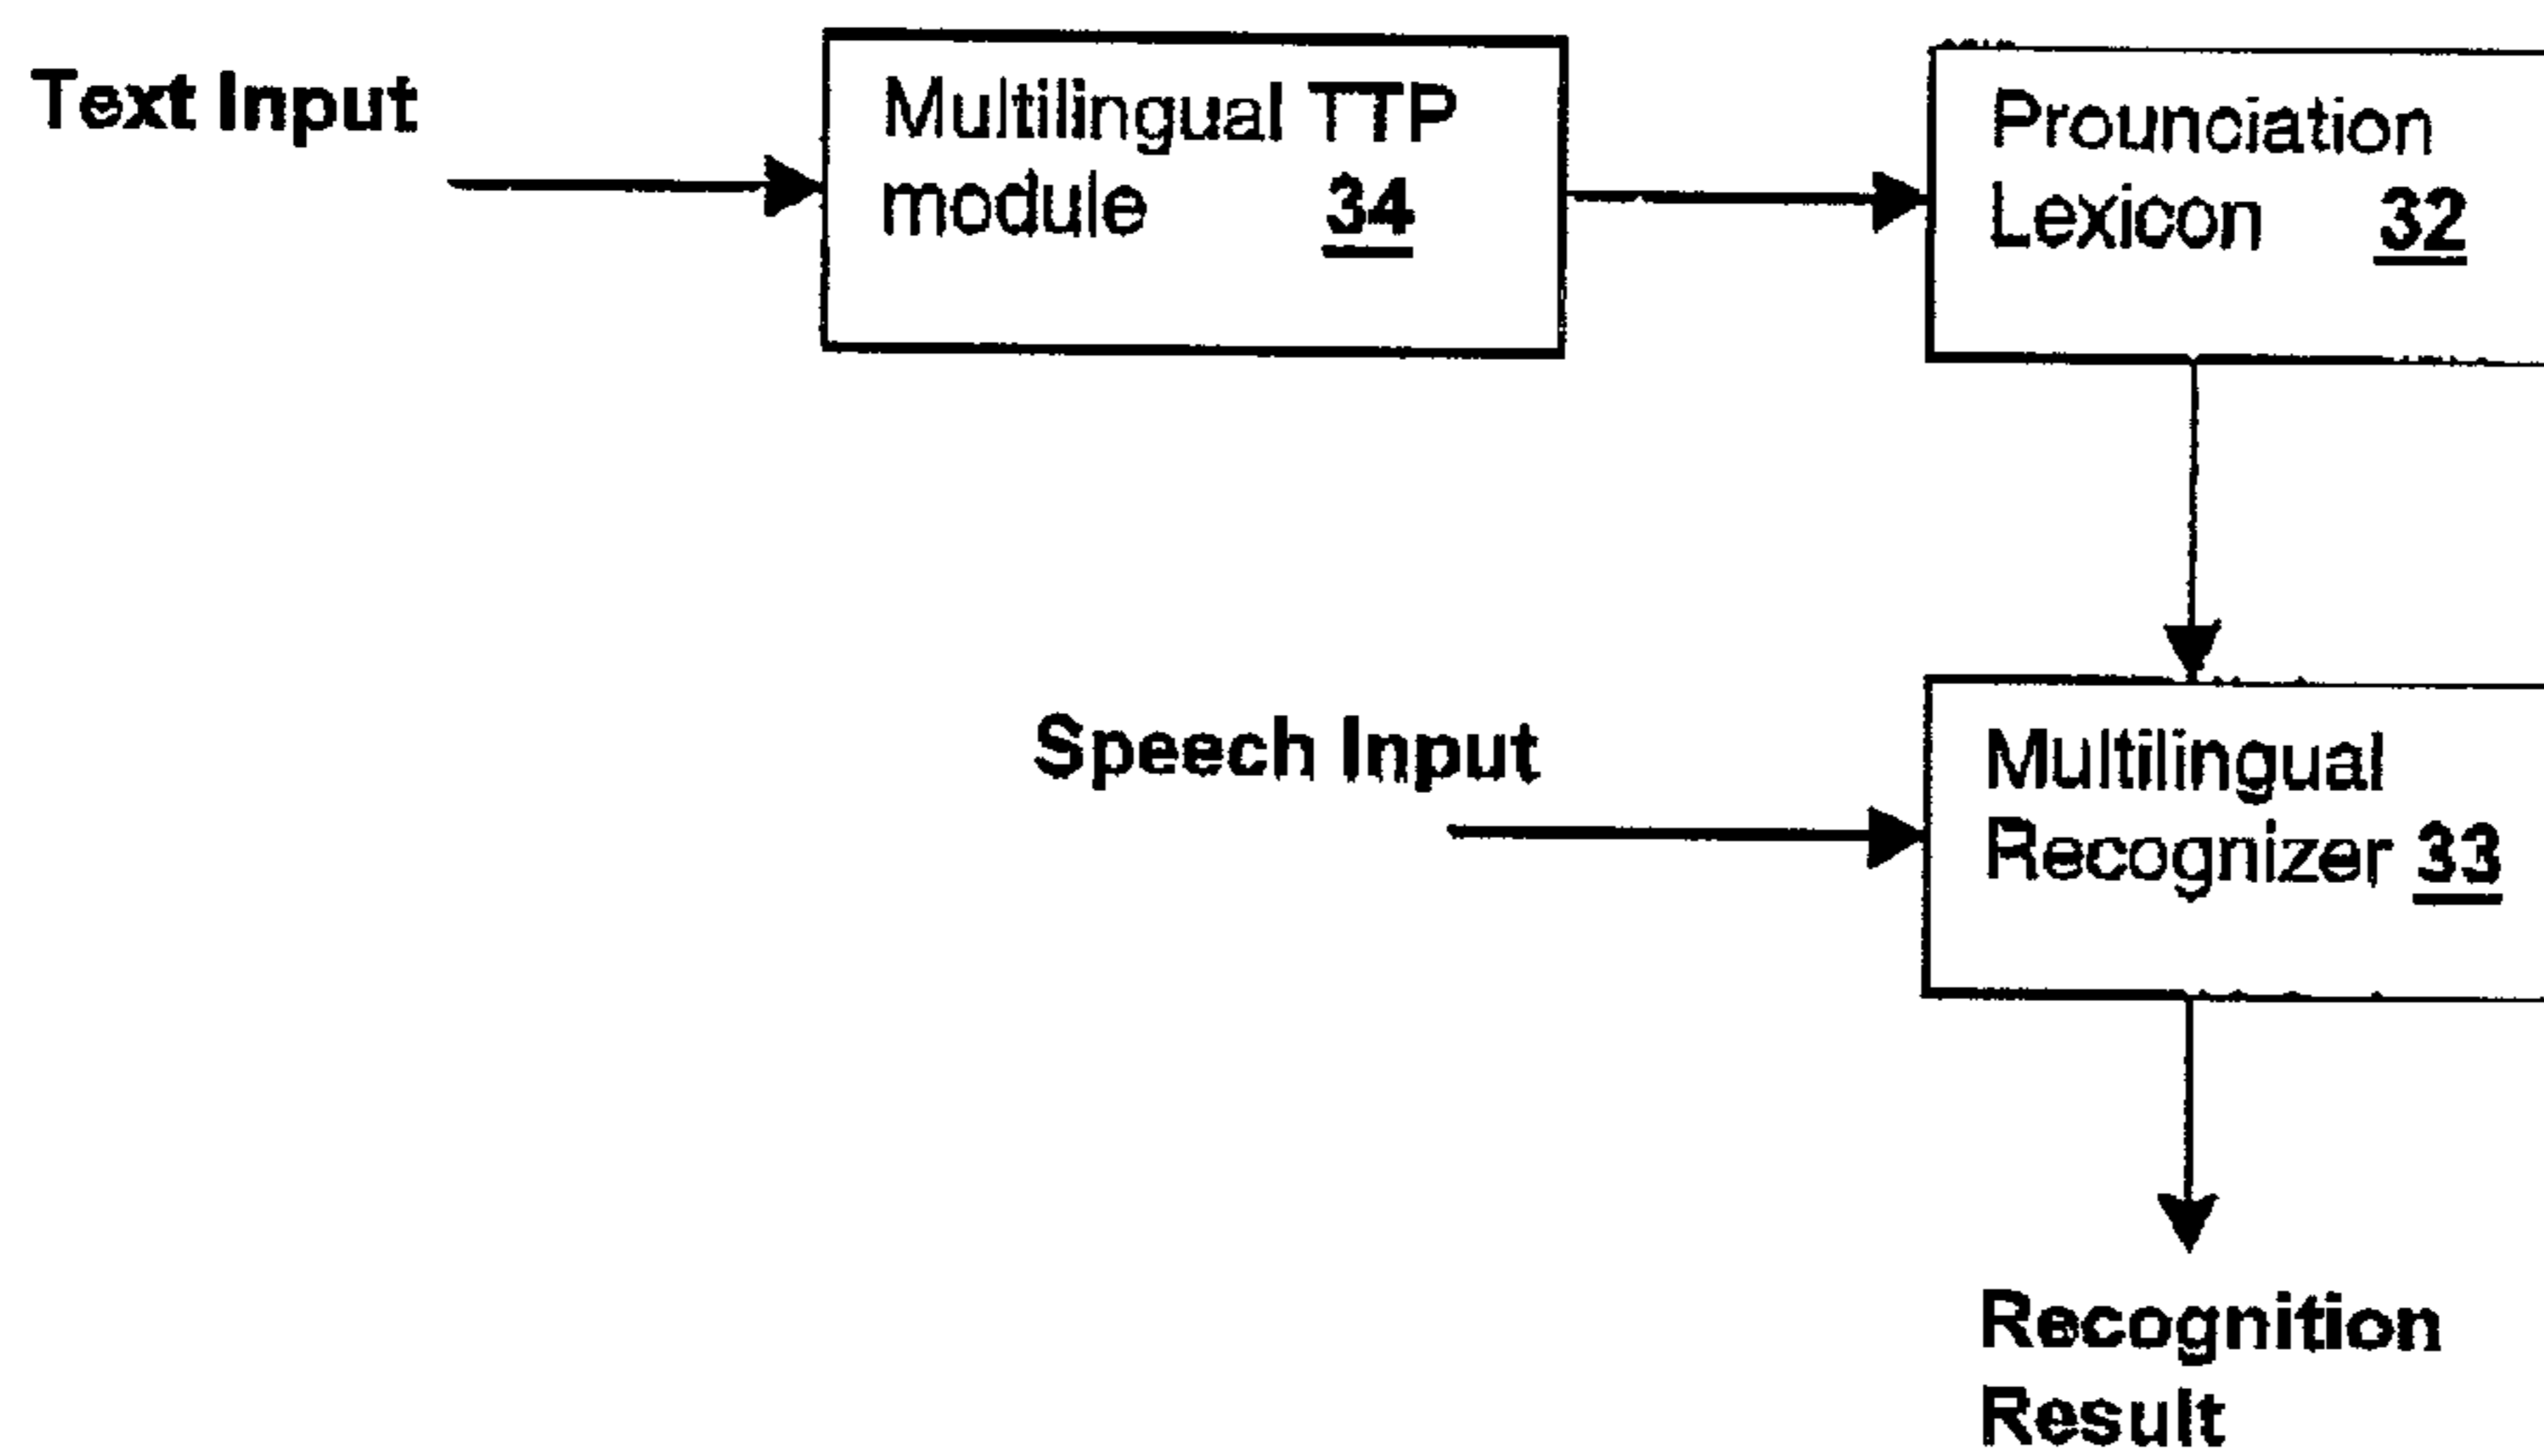 Text Input
Multilingual TTP
module 34
Prounciation
Lexicon 32
Speech Input
Multilingual
Recognizer 33
Recognition
Result